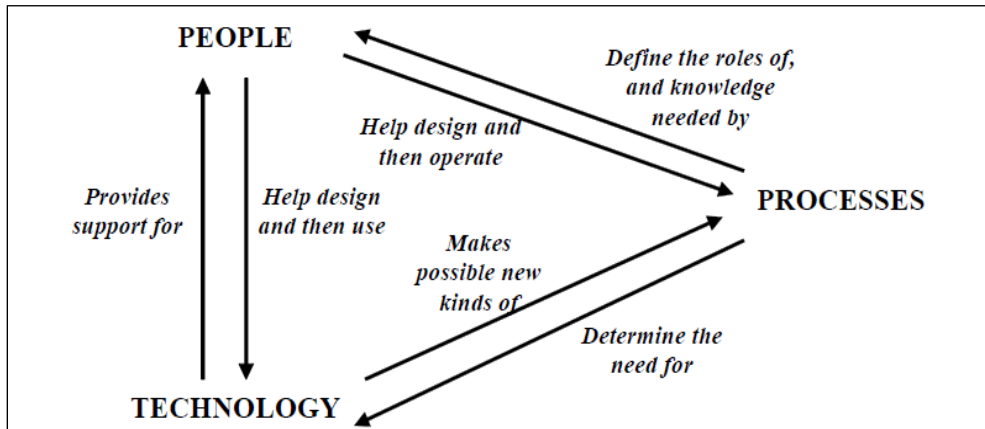 PEOPLE
Define the roles of,
and knowledge
needed by
Help design and
then operate
Provides
support for
Help design
and then use
PROCESSES
Makes
possible new
kinds of
Determine the
need for
TECHNOLOGY